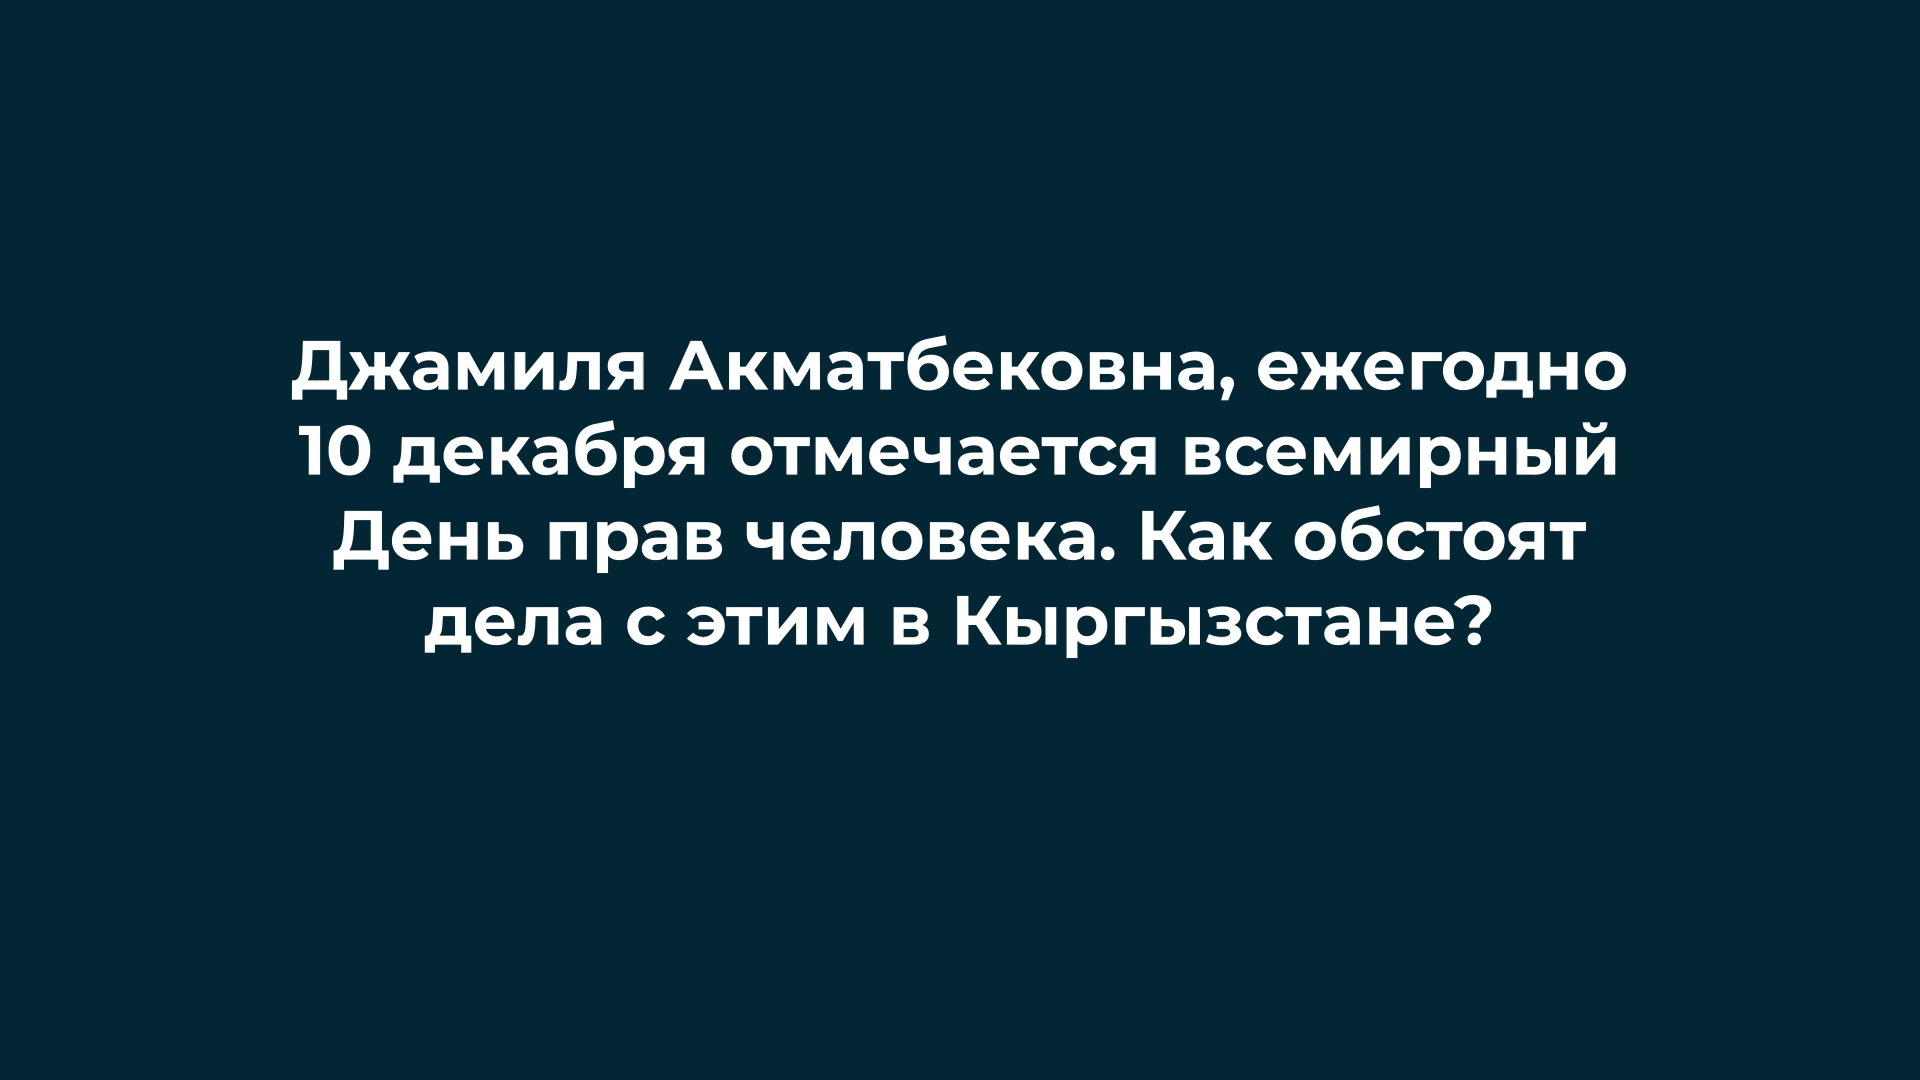 Джамиля Акматбековна, ежегодно
10 декабря отмечается всемирный
День прав человека. Как обстоят
дела с этим в Кыргызстане?